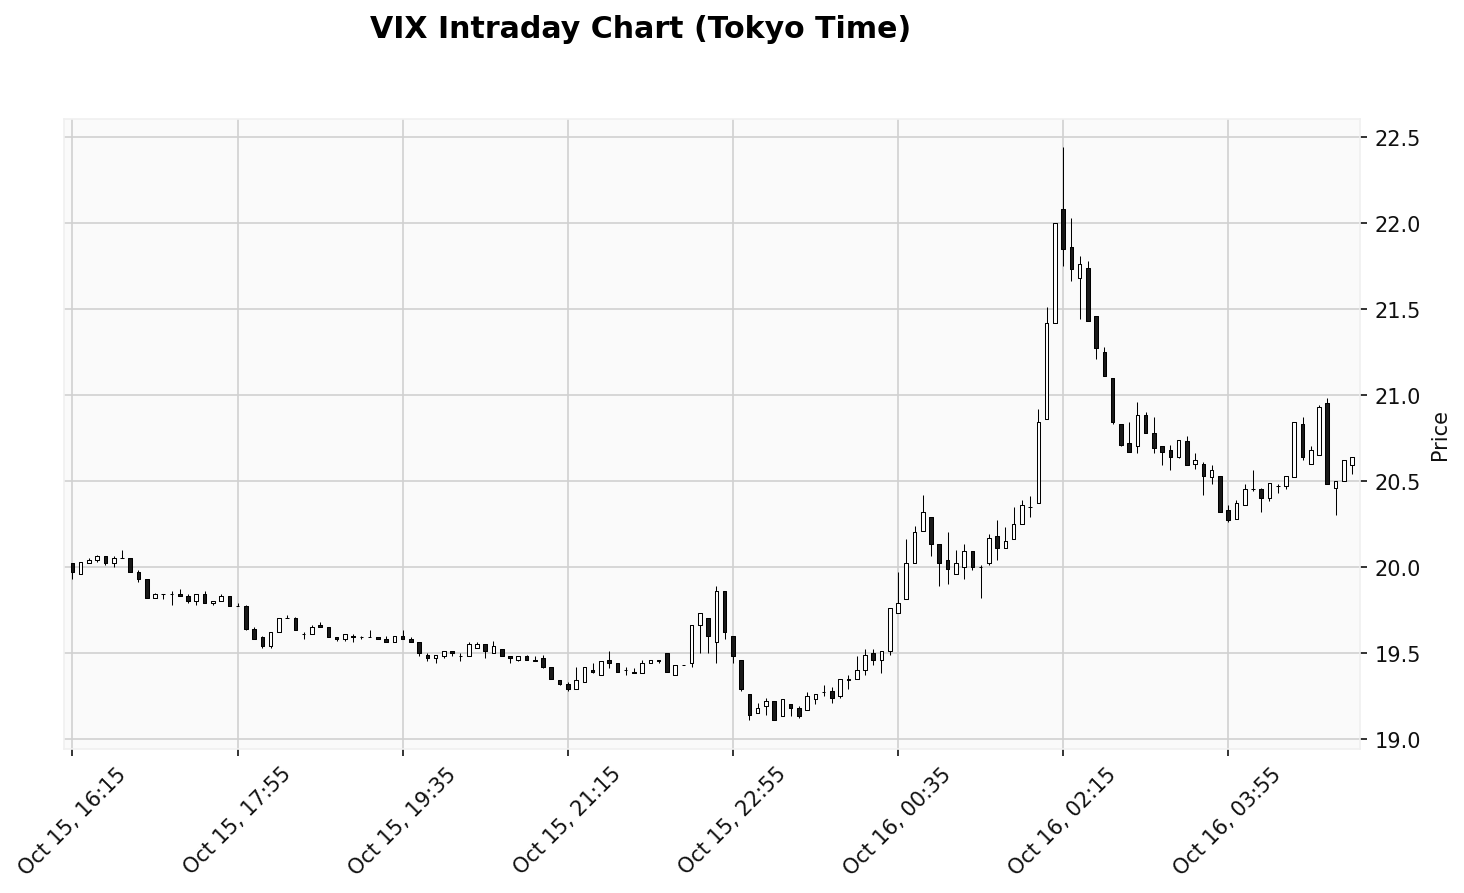 VIX Intraday Chart (Tokyo Time)
22.5
22.0
21.5
21.0
20.5
20.0
19.5
19.0
Price
Oct 15, 16:15
Oct 15, 17:55
Oct 15, 19:35
Oct 15, 21:15
Oct 15, 22:55
Oct 16, 00:35
Oct 16, 02:15
Oct 16, 03:55